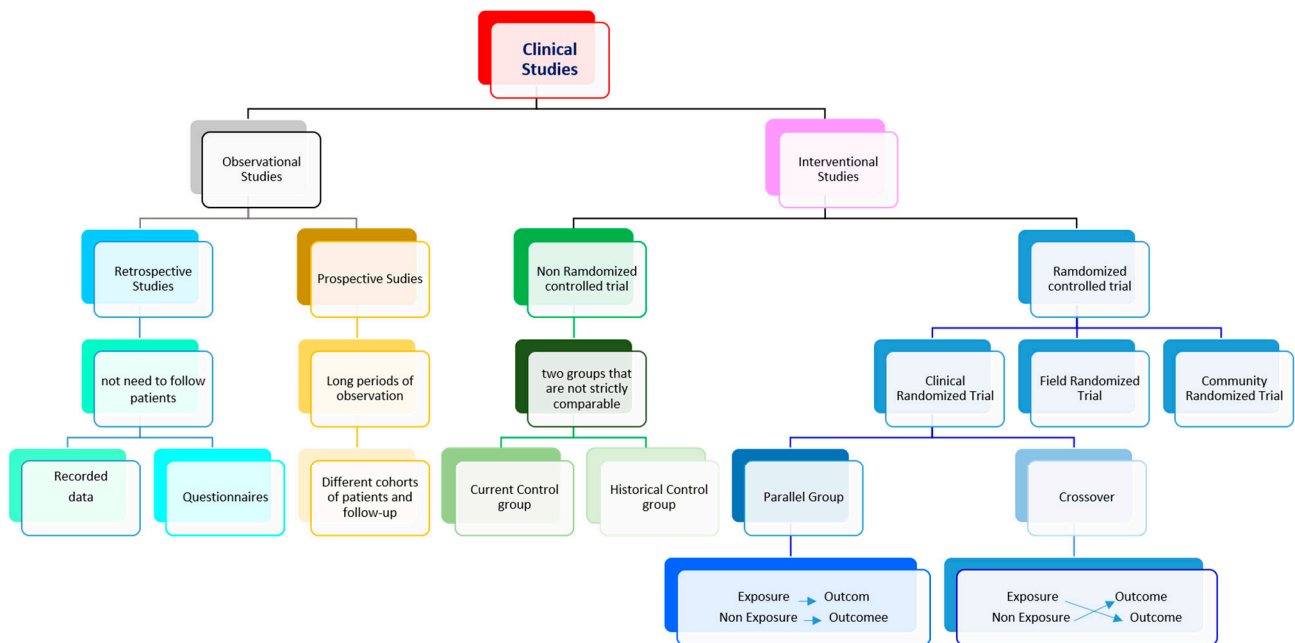 Clinical
Studies
Observational
Studies
Interventional
Studies
Retrospective
Studies
Prospective Sudies
Non Ramdomized
controlled trial
Ramdomized
controlled trial
not need to follow
patients
Long periods of
observation
two groups that
are not strictly
comparable
Clinical
Randomized Trial
Field Randomized
Trial
Community
Randomized Trial
Recorded
data
Questionnaires
Different cohorts
of patients and
follow-up
Current Control
group
Historical Control
group
Parallel Group
Crossover
Exposure Outcom
Non Exposure Outcomee
Exposure Outcome
Non Exposure Outcome